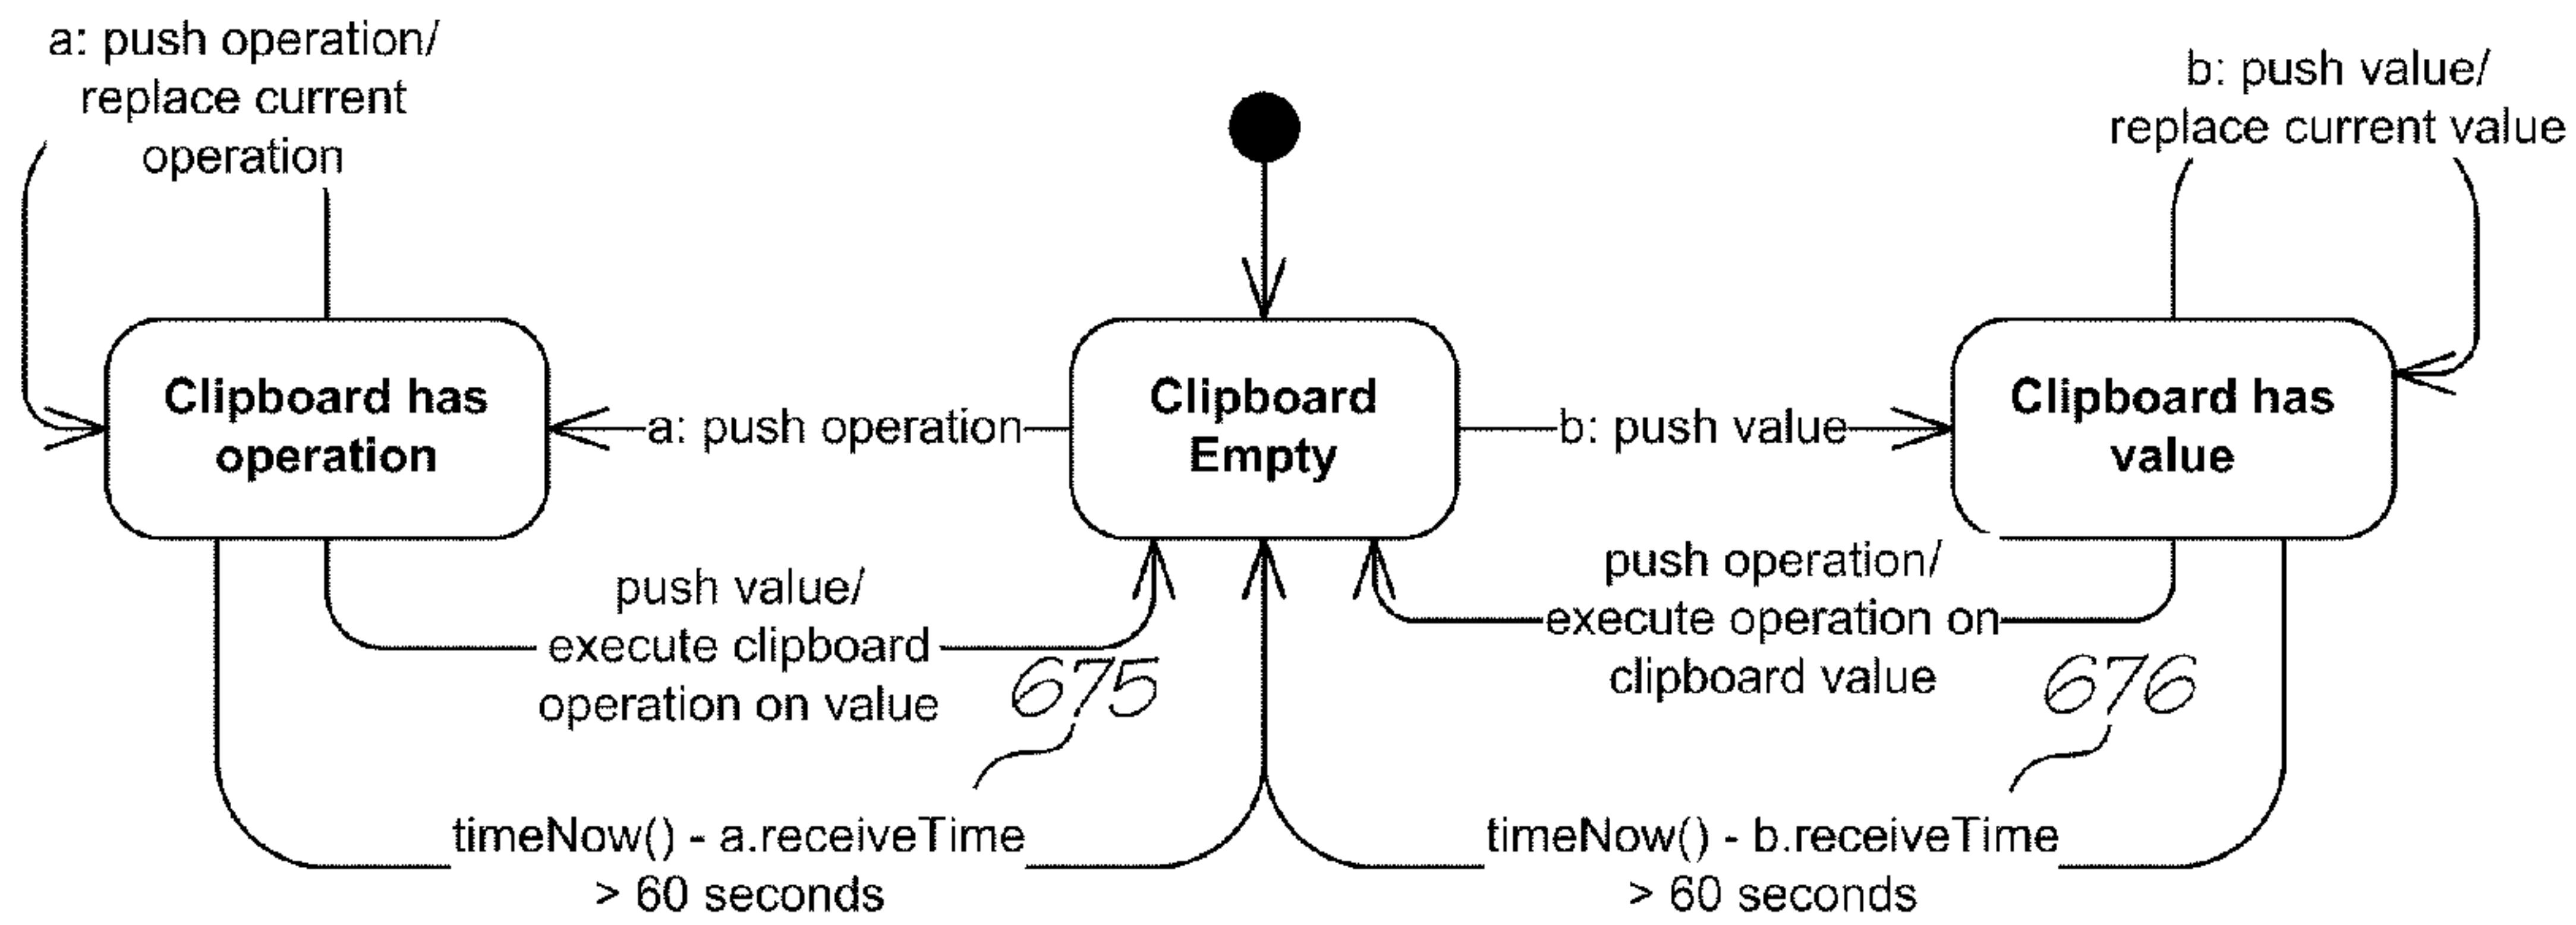 a: push operation/
replace current
operation
b: push value/
replace current value
Clipboard has
operation
a: push operation
Clipboard
Empty
b: push value
Clipboard has
value
push value/
execute clipboard
operation on value
675
push operation/
execute operation on
clipboard value
676
timeNow() - a.receiveTime
> 60 seconds
timeNow() - b.receiveTime
> 60 seconds